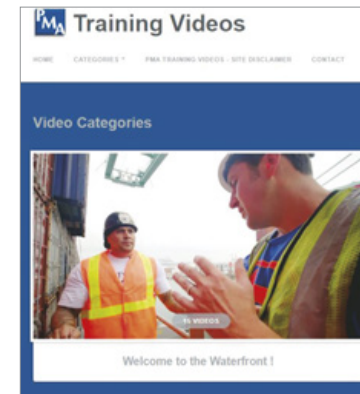 PMA Training Videos
HOME CATEGORIES PMA TRAINING VIDEOS - SITE DISCLAIMER CONTACT
Video Categories
VIDEOS
Welcome to the Waterfront !